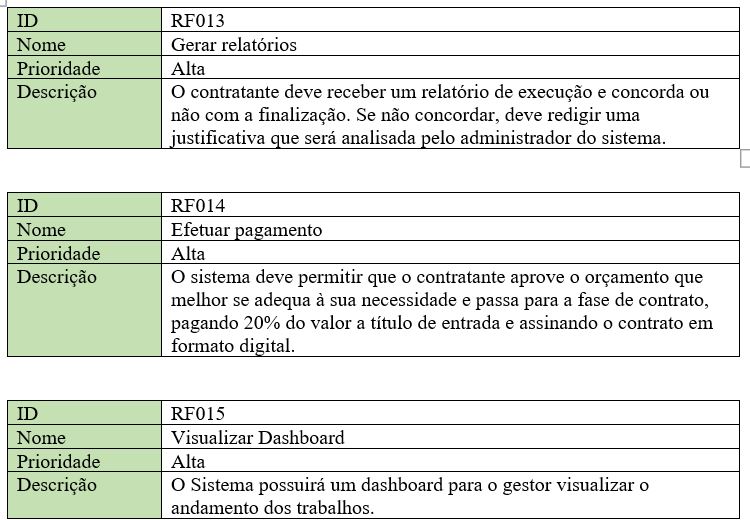 ID RF013
Nome Gerar relatórios
Prioridade Alta
Descrição O contratante deve receber um relatório de execução e concorda ou
não com a finalização. Se não concordar, deve redigir uma
justificativa que será analisada pelo administrador do sistema.
ID RF014
Nome Efetuar pagamento
Prioridade Alta
Descrição O sistema deve permitir que o contratante aprove o orçamento que
melhor se adequa à sua necessidade e passa para a fase de contrato,
pagando 20% do valor a título de entrada e assinando o contrato em
formato digital.
ID RF015
Nome Visualizar Dashboard
Prioridade Alta
Descrição O Sistema possuirá um dashboard para o gestor visualizar o
andamento dos trabalhos.